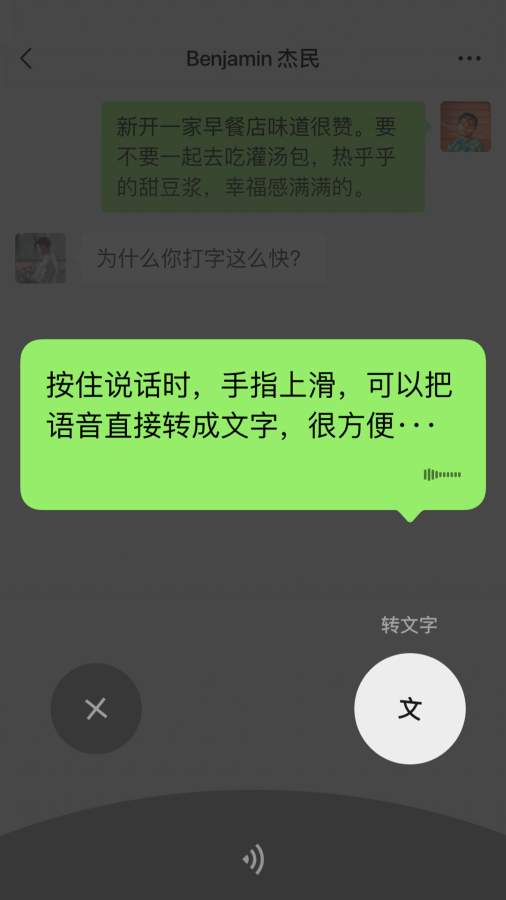 Benjamin 杰民
新开一家早餐店味道很赞。要
不要一起去吃灌汤包，热乎乎
的甜豆浆，幸福感满满的。
为什么你打字这么快？
按住说话时，手指上滑，可以把
语音直接转成文字，很方便···
转文字
文